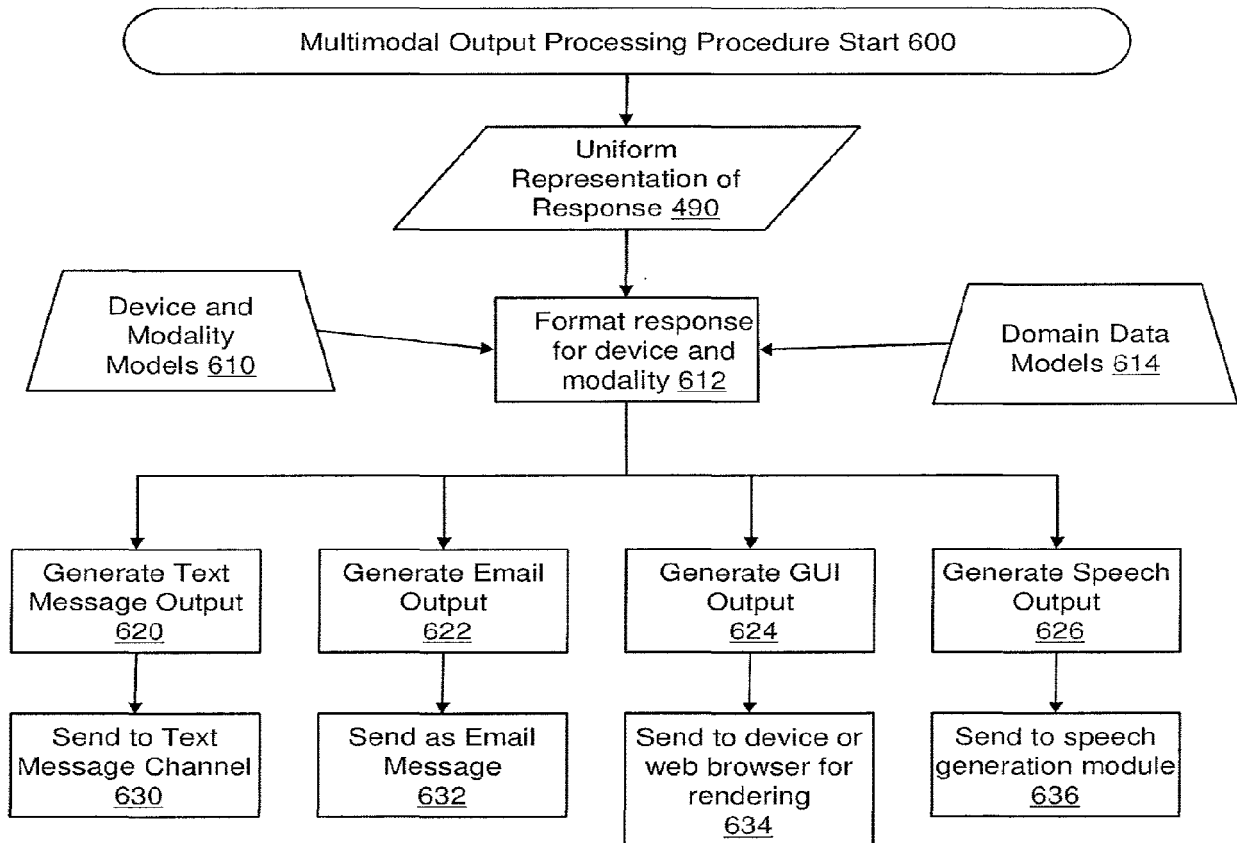 Multimodal Output Processing Procedure Start 600
Uniform
Representation of
Response 490
Device and
Modality
Models 610
Format response
for device and
modality 612
Domain Data
Models 614
Generate Text
Message Output
620
Generate Email
Output
622
Generate GUI
Output
624
Generate Speech
Output
626
Send to Text
Message Channel
630
Send as Email
Message
632
Send to device or
web browser for
rendering
634
Send to speech
generation module
636